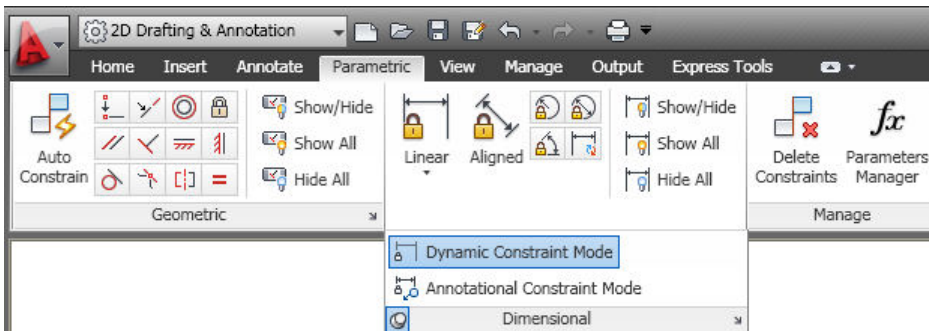 2D Drafting & Annotation
Home Insert Annotate Parametric View Manage Output Express Tools
Auto
Constrain
Show/Hide
Show All
Hide All
Geometric
Linear
Aligned
Show/Hide
Show All
Hide All
Dynamic Constraint Mode
Annotational Constraint Mode
Dimensional
Delete
Constraints
fx
Parameters
Manager
Manage